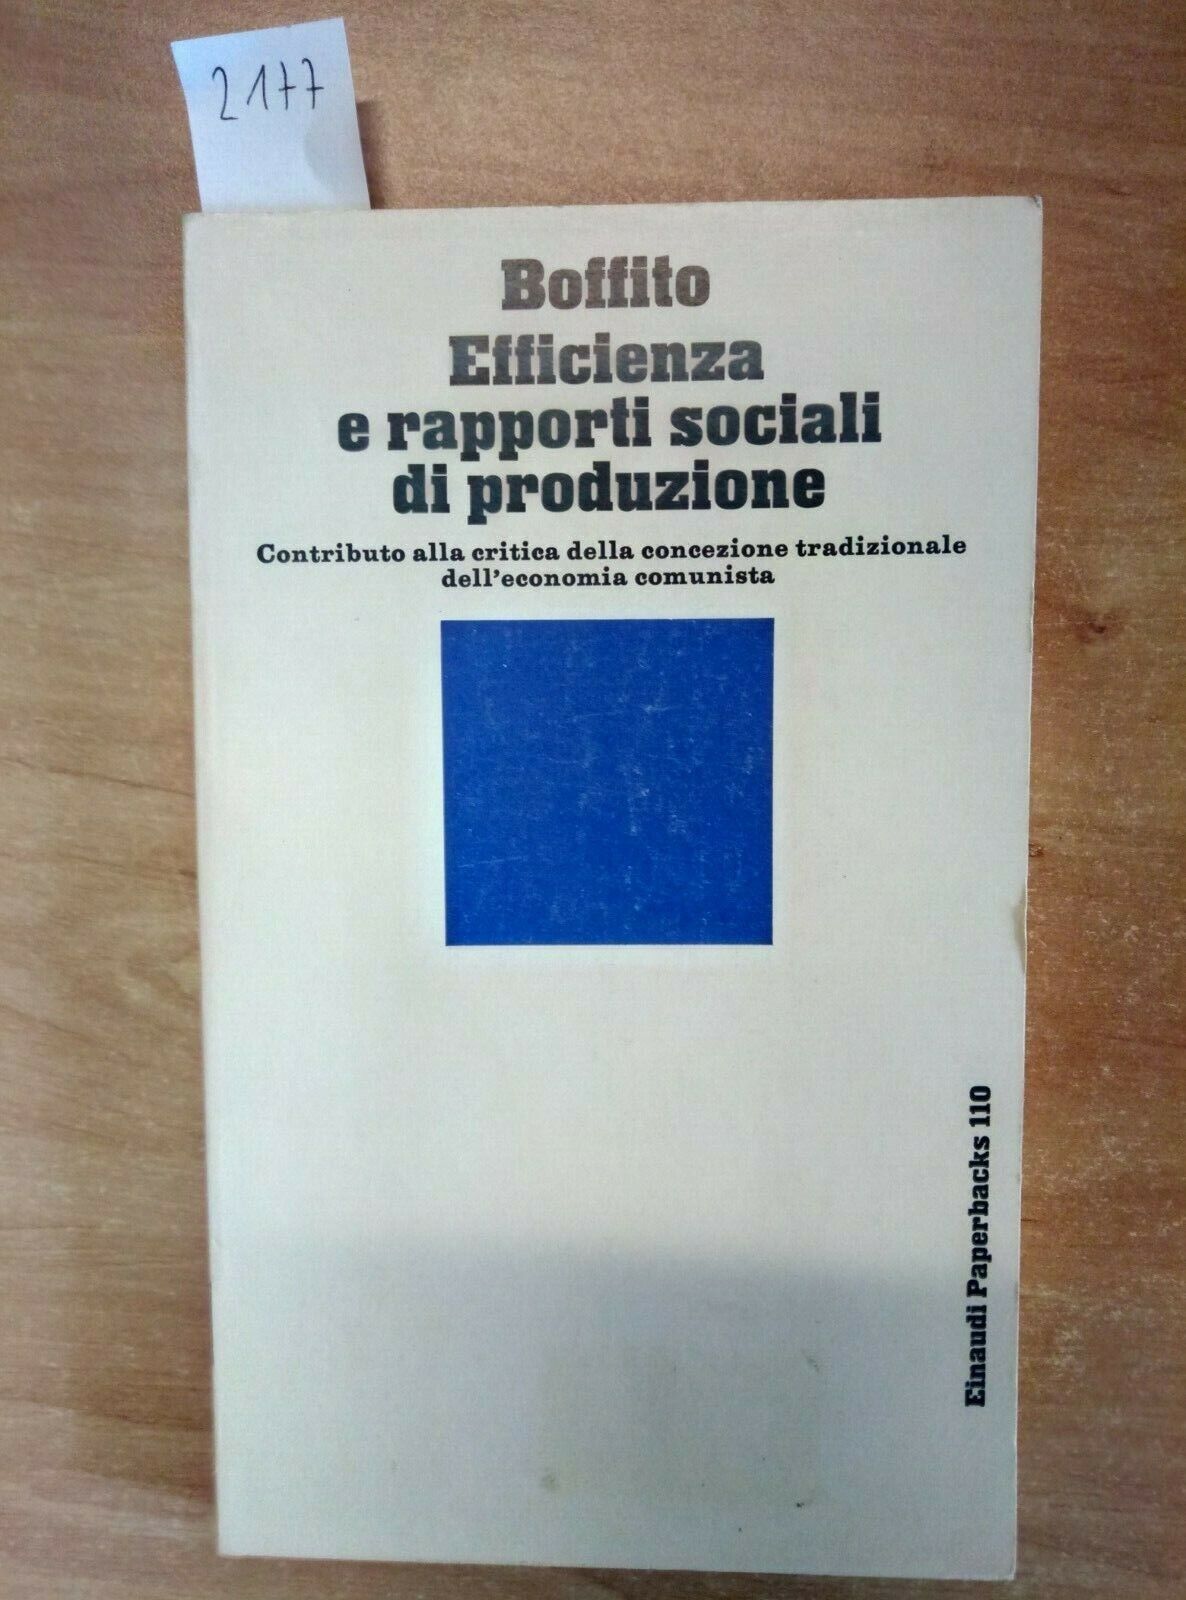 2177
Boffito
Efficienza
e rapporti sociali
di produzione
Contributo alla critica della concezione tradizionale
dell'economia comunista
Einaudi Paperbacks 110